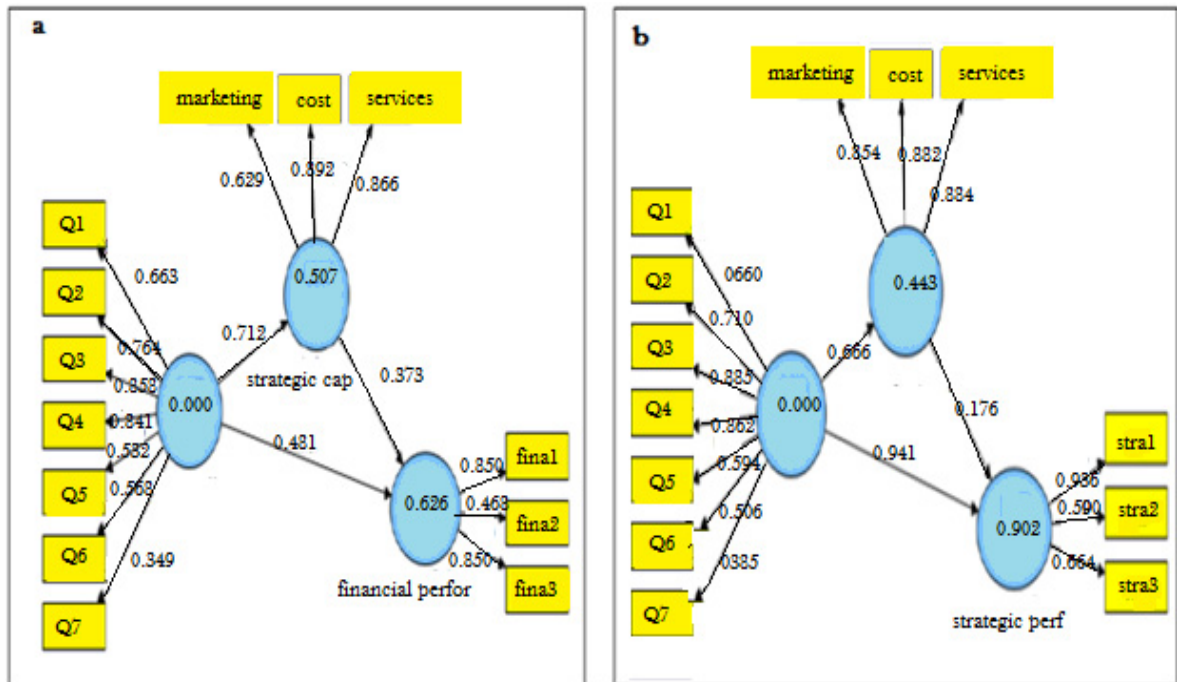 a
marketing
cost
services
0.629
0.892
0.866
Q1
Q2
Q3
Q4
Q5
Q6
Q7
0.663
0.764
0.853
0.841
0.532
0.568
0.349
0.000
0.712
0.507
strategic cap
0.373
0.481
0.626
financial perfor
0.850
0.468
0.850
fina1
fina2
fina3
b
marketing
cost
services
0.854
0.882
0.884
Q1
Q2
Q3
Q4
Q5
Q6
Q7
0660
0.710
0.885
0.862
0.594
0.506
0385
0.000
0.666
0.443
0.176
0.941
0.902
strategic perf
0.936
0.590
0.664
stra1
stra2
stra3